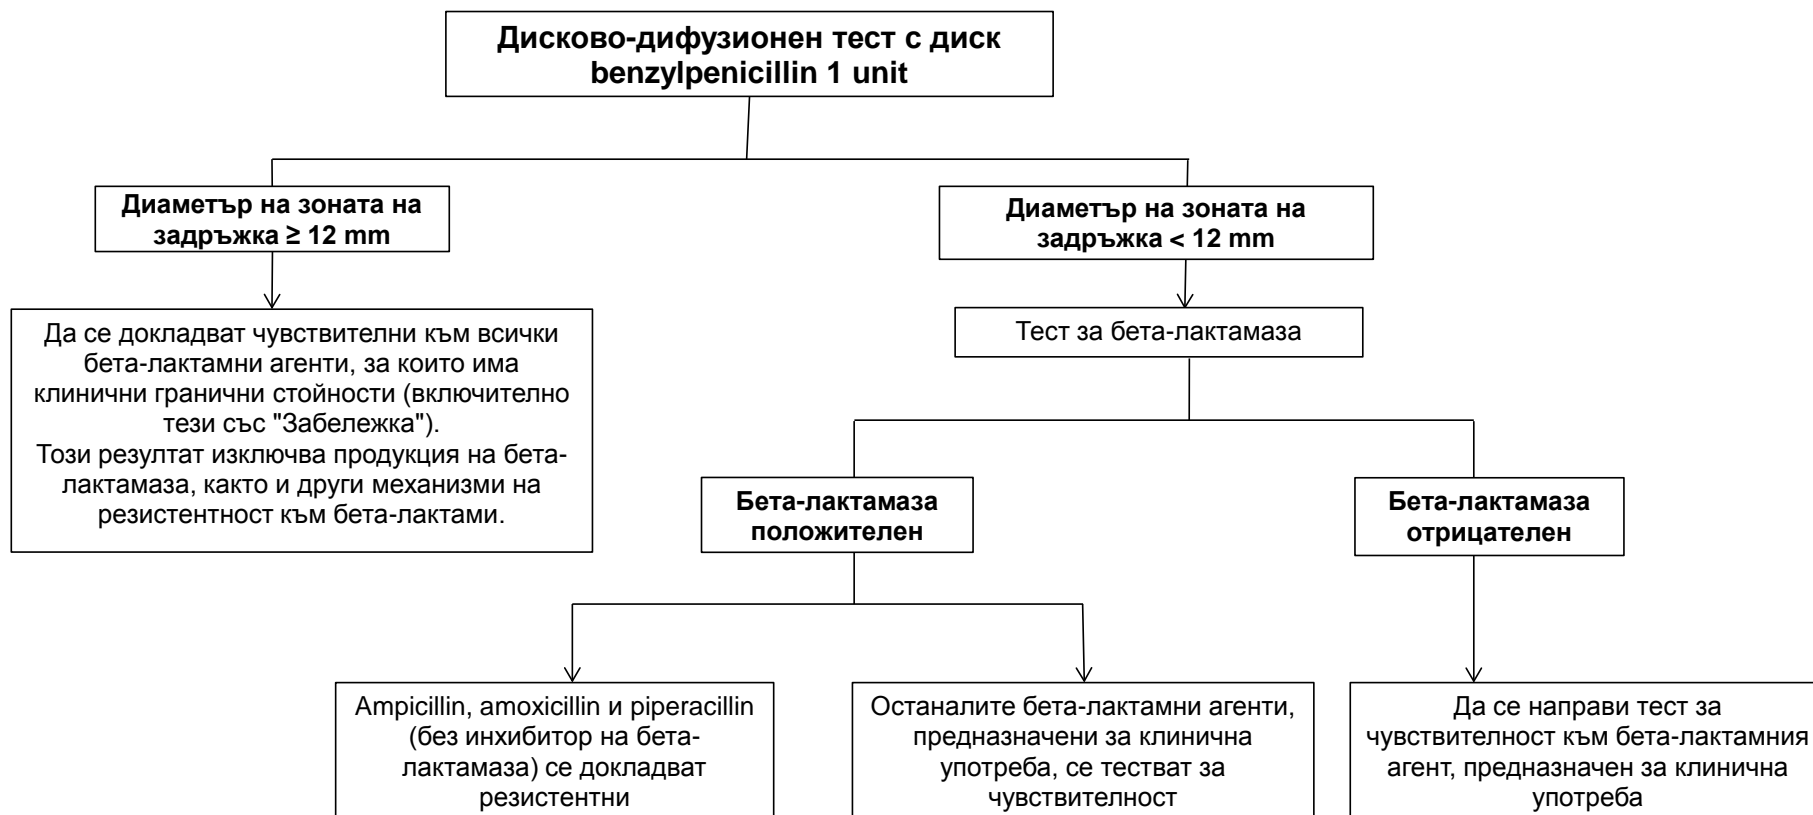 Дисково-дифузионен тест с диск
benzylpenicillin 1 unit
Диаметър на зоната на
задръжка ≥ 12 mm
Диаметър на зоната на
задръжка < 12 mm
Да се докладват чувствителни към всички
бета-лактамни агенти, за които има
клинични гранични стойности (включително
тези със "Забележка").
Този резултат изключва продукция на бета-
лактамаза, както и други механизми на
резистентност към бета-лактами.
Тест за бета-лактамаза
Бета-лактамаза
положителен
Бета-лактамаза
отрицателен
Ampicillin, amoxicillin и piperacillin
(без инхибитор на бета-
лактамаза) се докладват
резистентни
Останалите бета-лактамни агенти,
предназначени за клинична
употреба, се тестват за
чувствителност
Да се направи тест за
чувствителност към бета-лактамния
агент, предназначен за клинична
употреба